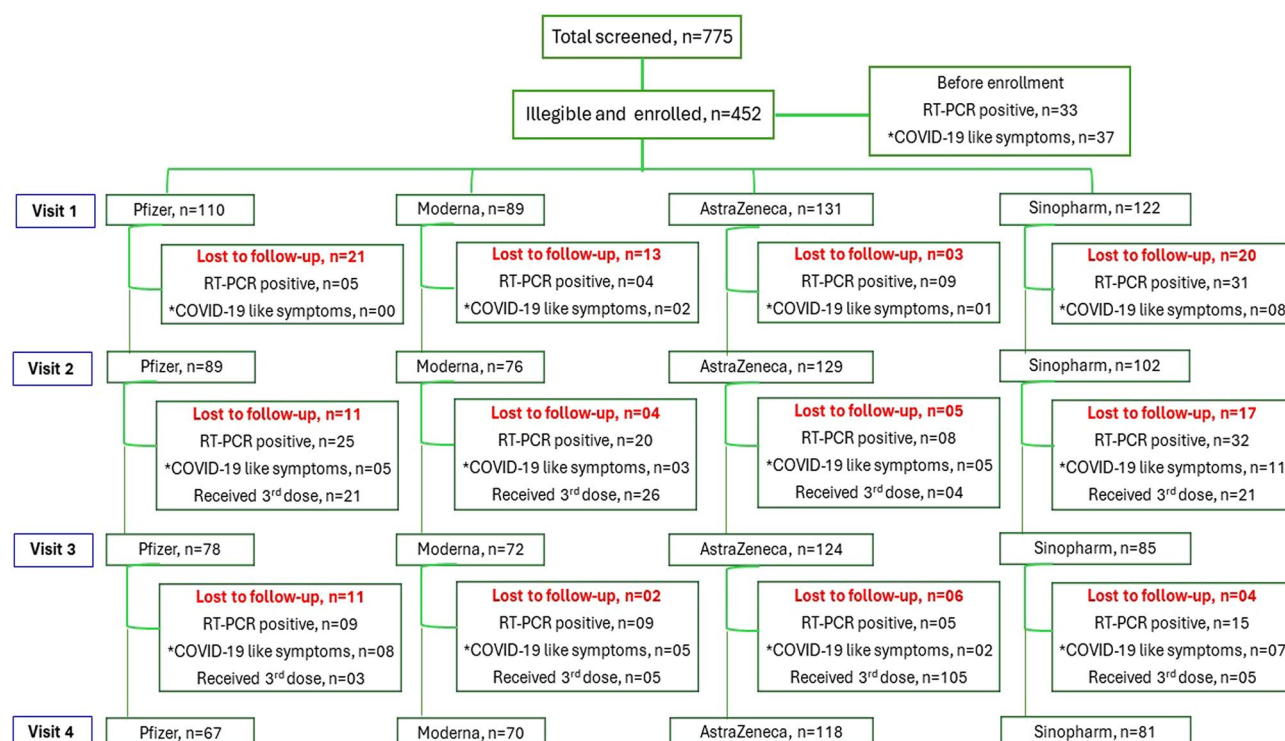 Total screened, n=775
Illegible and enrolled, n=452
Before enrollment
RT-PCR positive, n=33
*COVID-19 like symptoms, n=37
Visit 1
Pfizer, n=110
Moderna, n=89
AstraZeneca, n=131
Sinopharm, n=122
Lost to follow-up, n=21
RT-PCR positive, n=05
*COVID-19 like symptoms, n=00
Lost to follow-up, n=13
RT-PCR positive, n=04
*COVID-19 like symptoms, n=02
Lost to follow-up, n=03
RT-PCR positive, n=09
*COVID-19 like symptoms, n=01
Lost to follow-up, n=20
RT-PCR positive, n=31
*COVID-19 like symptoms, n=08
Visit 2
Pfizer, n=89
Moderna, n=76
AstraZeneca, n=129
Sinopharm, n=102
Lost to follow-up, n=11
RT-PCR positive, n=25
*COVID-19 like symptoms, n=05
Received 3rd dose, n=21
Lost to follow-up, n=04
RT-PCR positive, n=20
*COVID-19 like symptoms, n=03
Received 3rd dose, n=26
Lost to follow-up, n=05
RT-PCR positive, n=08
*COVID-19 like symptoms, n=05
Received 3rd dose, n=04
Lost to follow-up, n=17
RT-PCR positive, n=32
*COVID-19 like symptoms, n=11
Received 3rd dose, n=21
Visit 3
Pfizer, n=78
Moderna, n=72
AstraZeneca, n=124
Sinopharm, n=85
Lost to follow-up, n=11
RT-PCR positive, n=09
*COVID-19 like symptoms, n=08
Received 3rd dose, n=03
Lost to follow-up, n=02
RT-PCR positive, n=09
*COVID-19 like symptoms, n=05
Received 3rd dose, n=05
Lost to follow-up, n=06
RT-PCR positive, n=05
*COVID-19 like symptoms, n=02
Received 3rd dose, n=105
Lost to follow-up, n=04
RT-PCR positive, n=15
*COVID-19 like symptoms, n=07
Received 3rd dose, n=05
Visit 4
Pfizer, n=67
Moderna, n=70
AstraZeneca, n=118
Sinopharm, n=81